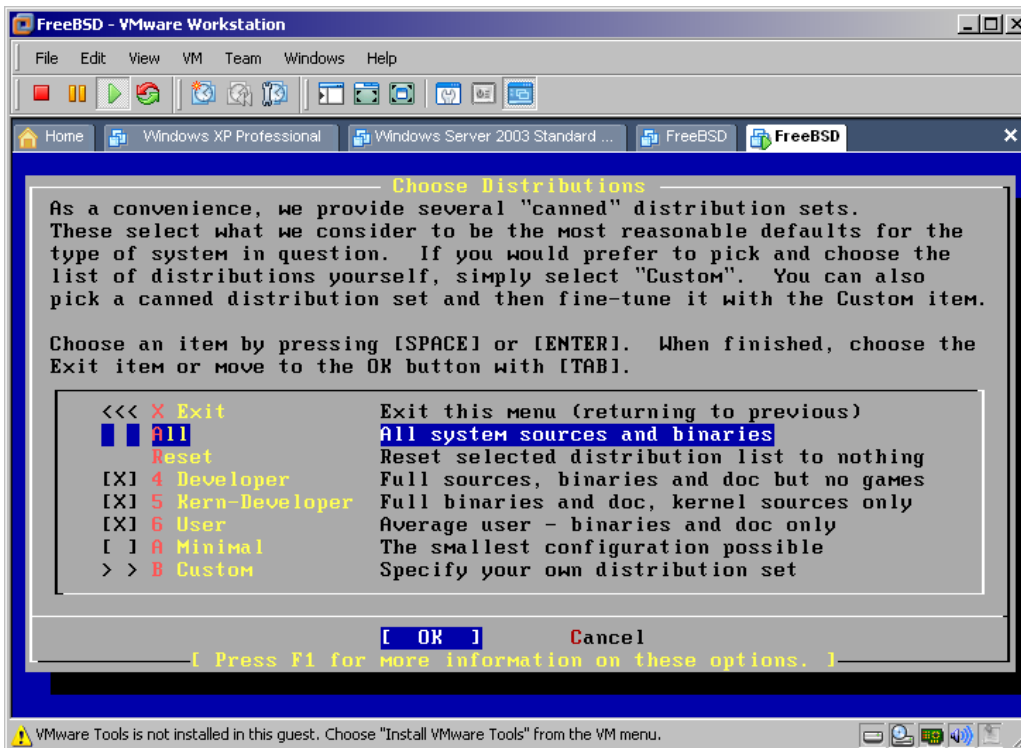 FreeBSD - VMware Workstation
File Edit View VM Team Windows Help
Home Windows XP Professional Windows Server 2003 Standard ... FreeBSD FreeBSD
Choose Distributions
As a convenience, we provide several "canned" distribution sets.
These select what we consider to be the most reasonable defaults for the
type of system in question.  If you would prefer to pick and choose the
list of distributions yourself, simply select "Custom".  You can also
pick a canned distribution set and then fine-tune it with the Custom item.
Choose an item by pressing [SPACE] or [ENTER].  When finished, choose the
Exit item or move to the OK button with [TAB].
<<< X Exit Exit this menu (returning to previous)
All All system sources and binaries
Reset Reset selected distribution list to nothing
[X] 4 Developer Full sources, binaries and doc but no games
[X] 5 Kern-Developer Full binaries and doc, kernel sources only
[X] 6 User Average user - binaries and doc only
[ ] A Minimal The smallest configuration possible
> > B Custom Specify your own distribution set
[ OK ] Cancel
[ Press F1 for more information on these options. ]
VMware Tools is not installed in this guest. Choose "Install VMware Tools" from the VM menu.